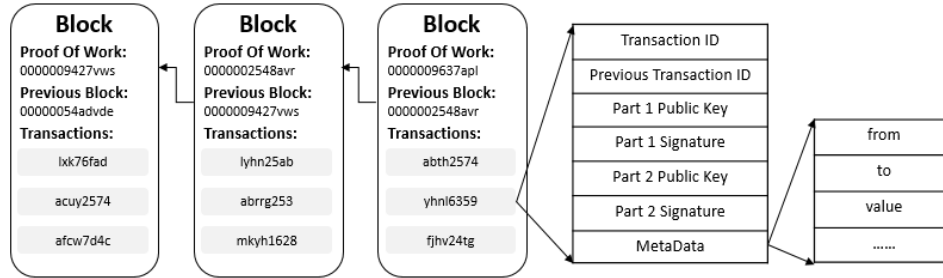 Block
Proof Of Work:
0000009427vws
Previous Block:
00000054advde
Transactions:
lxk76fad
acuy2574
afcw7d4c
Block
Proof Of Work:
0000002548avr
Previous Block:
0000009427vws
Transactions:
lyhn25ab
abrrg253
mkyh1628
Block
Proof Of Work:
0000009637apl
Previous Block:
0000002548avr
Transactions:
abth2574
yhnl6359
fjhv24tg
Transaction ID
Previous Transaction ID
Part 1 Public Key
Part 1 Signature
Part 2 Public Key
Part 2 Signature
MetaData
from
to
value
......